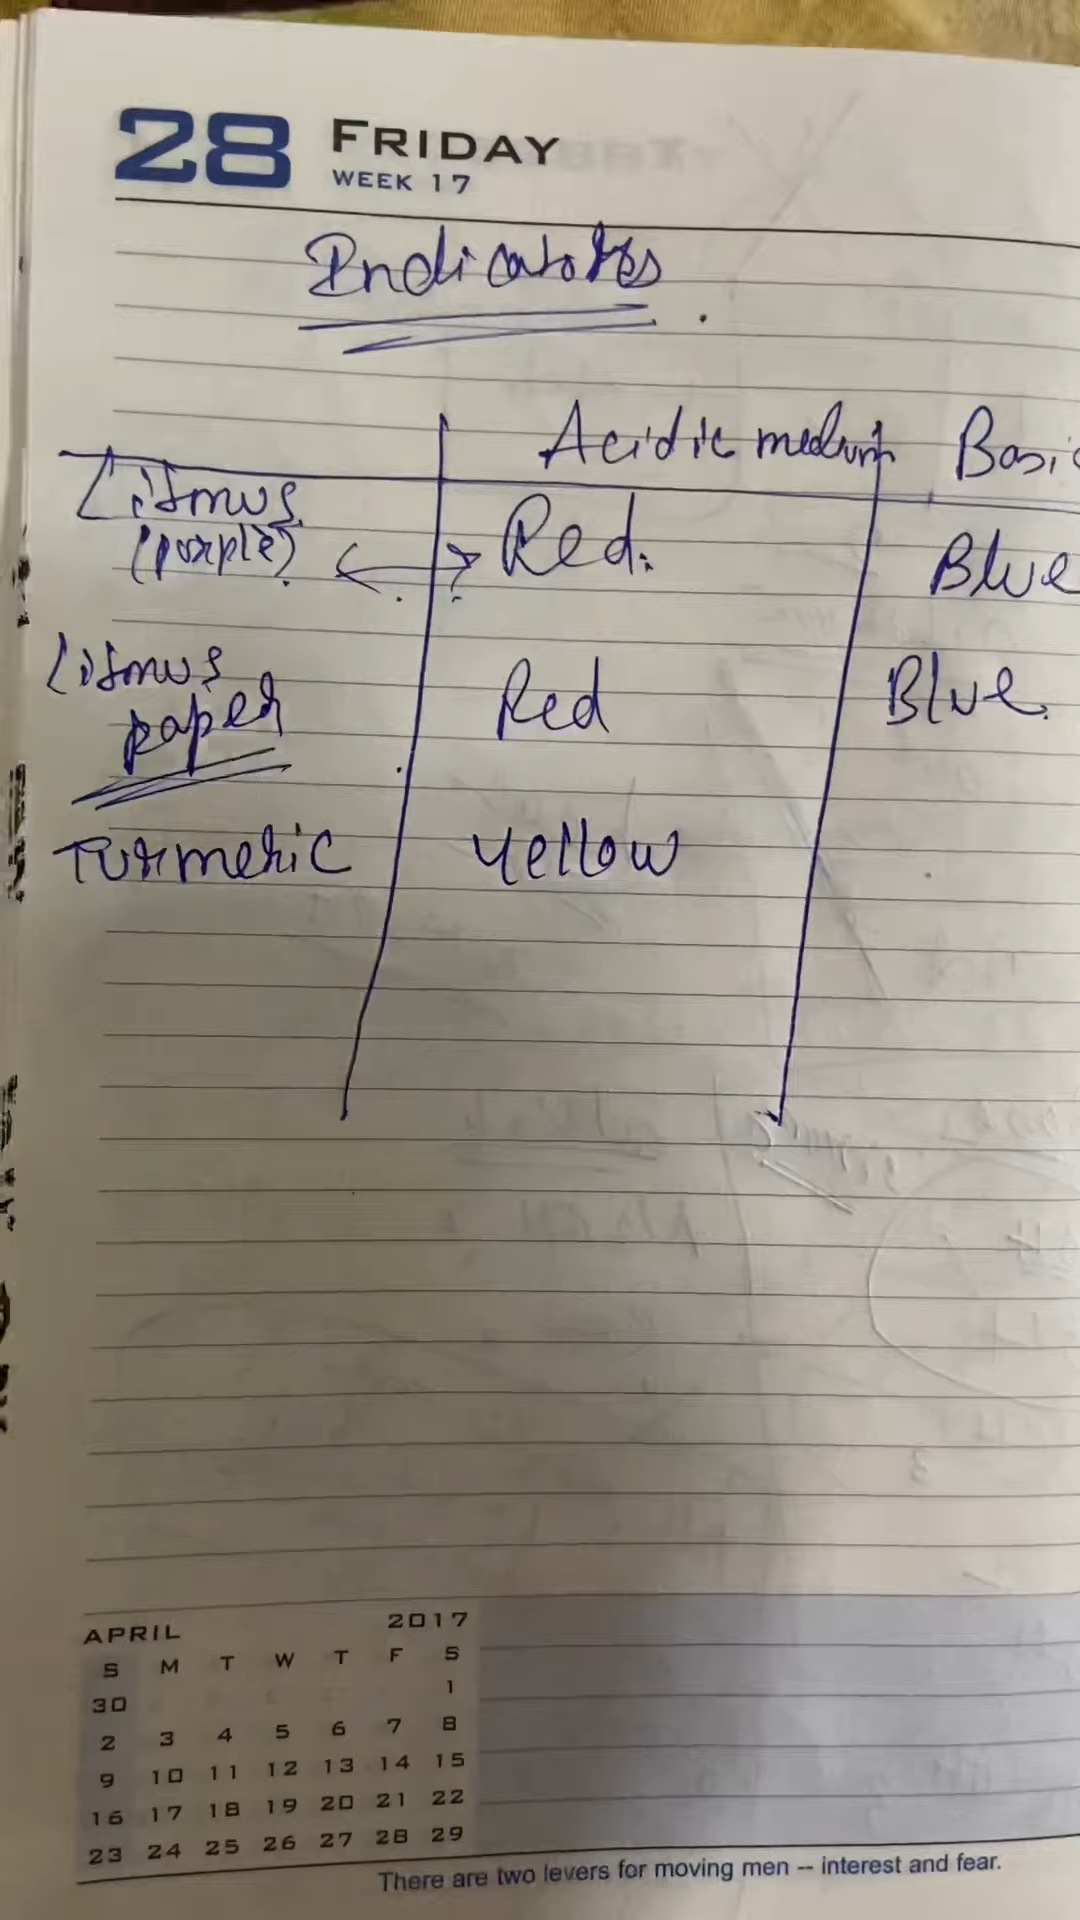 28 FRIDAY
WEEK 17
Indicators
Acidic medium Basic
Litmus Red. Blue
(purple)
Litmus Red Blue.
paper
Turmeric yellow
APRIL 2017
S M T W T F S
30 1
2 3 4 5 6 7 8
9 10 11 12 13 14 15
16 17 18 19 20 21 22
23 24 25 26 27 28 29
There are two levers for moving men -- interest and fear.